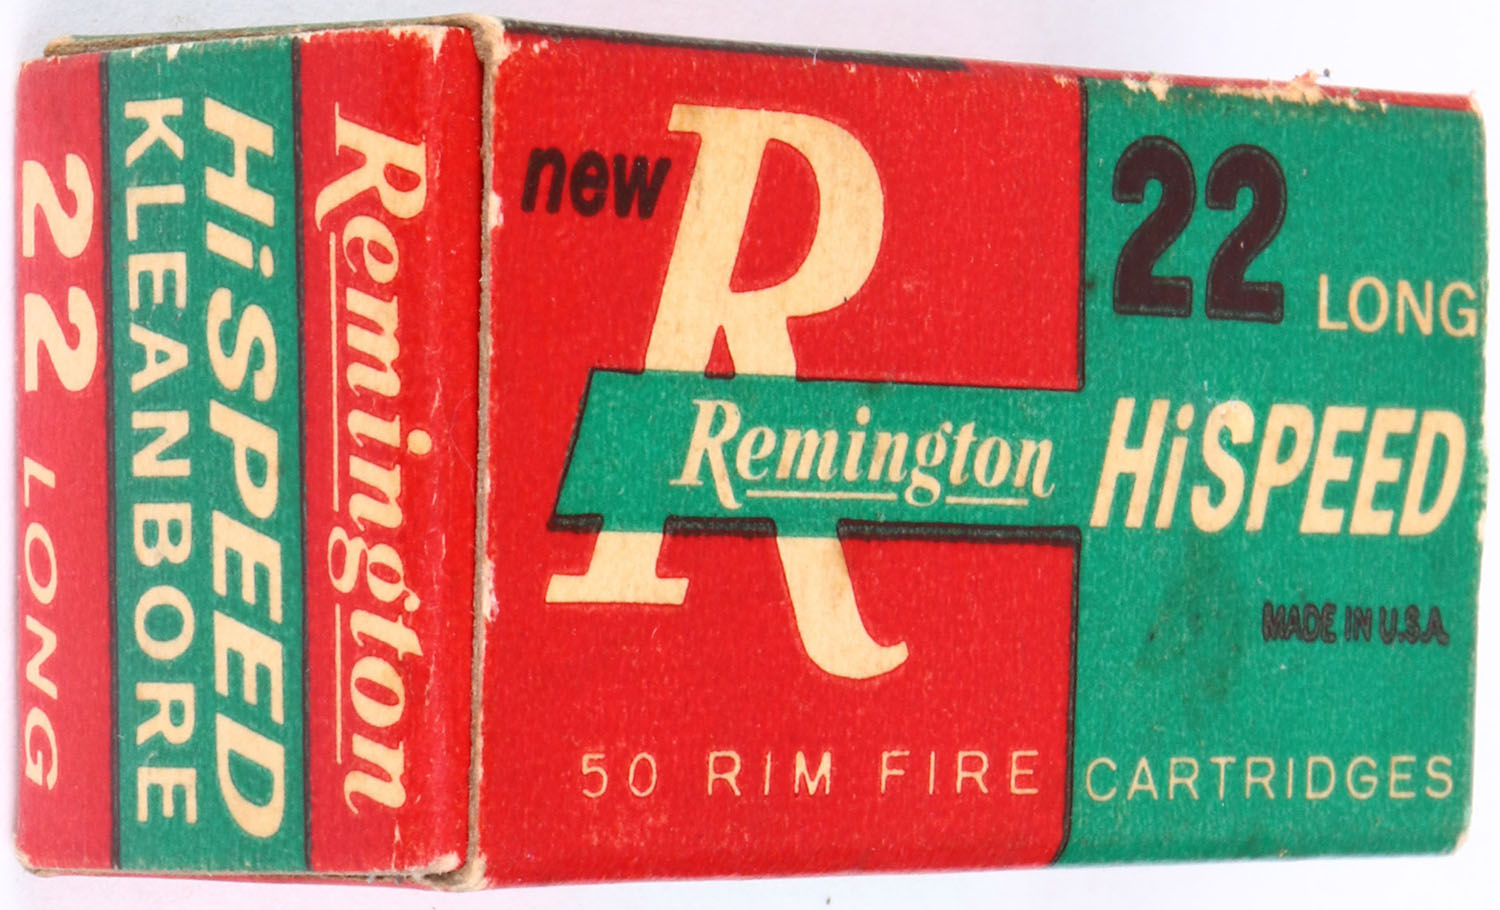 Remington
HiSPEED
KLEANBORE
22 LONG
new R
Remington
22 LONG
HiSPEED
MADE IN U.S.A.
50 RIM FIRE CARTRIDGES